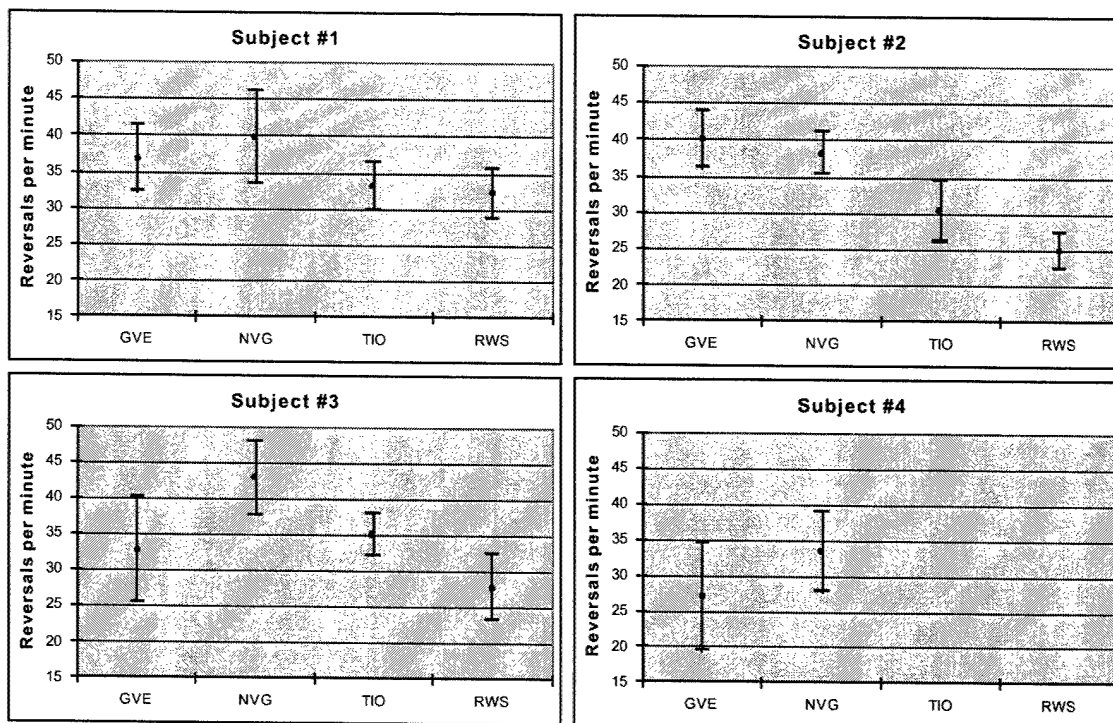 Subject #1
Reversals per minute
50
45
40
35
30
25
20
15
GVE NVG TIO RWS
Subject #2
Reversals per minute
50
45
40
35
30
25
20
15
GVE NVG TIO RWS
Subject #3
Reversals per minute
50
45
40
35
30
25
20
15
GVE NVG TIO RWS
Subject #4
Reversals per minute
50
45
40
35
30
25
20
15
GVE NVG TIO RWS